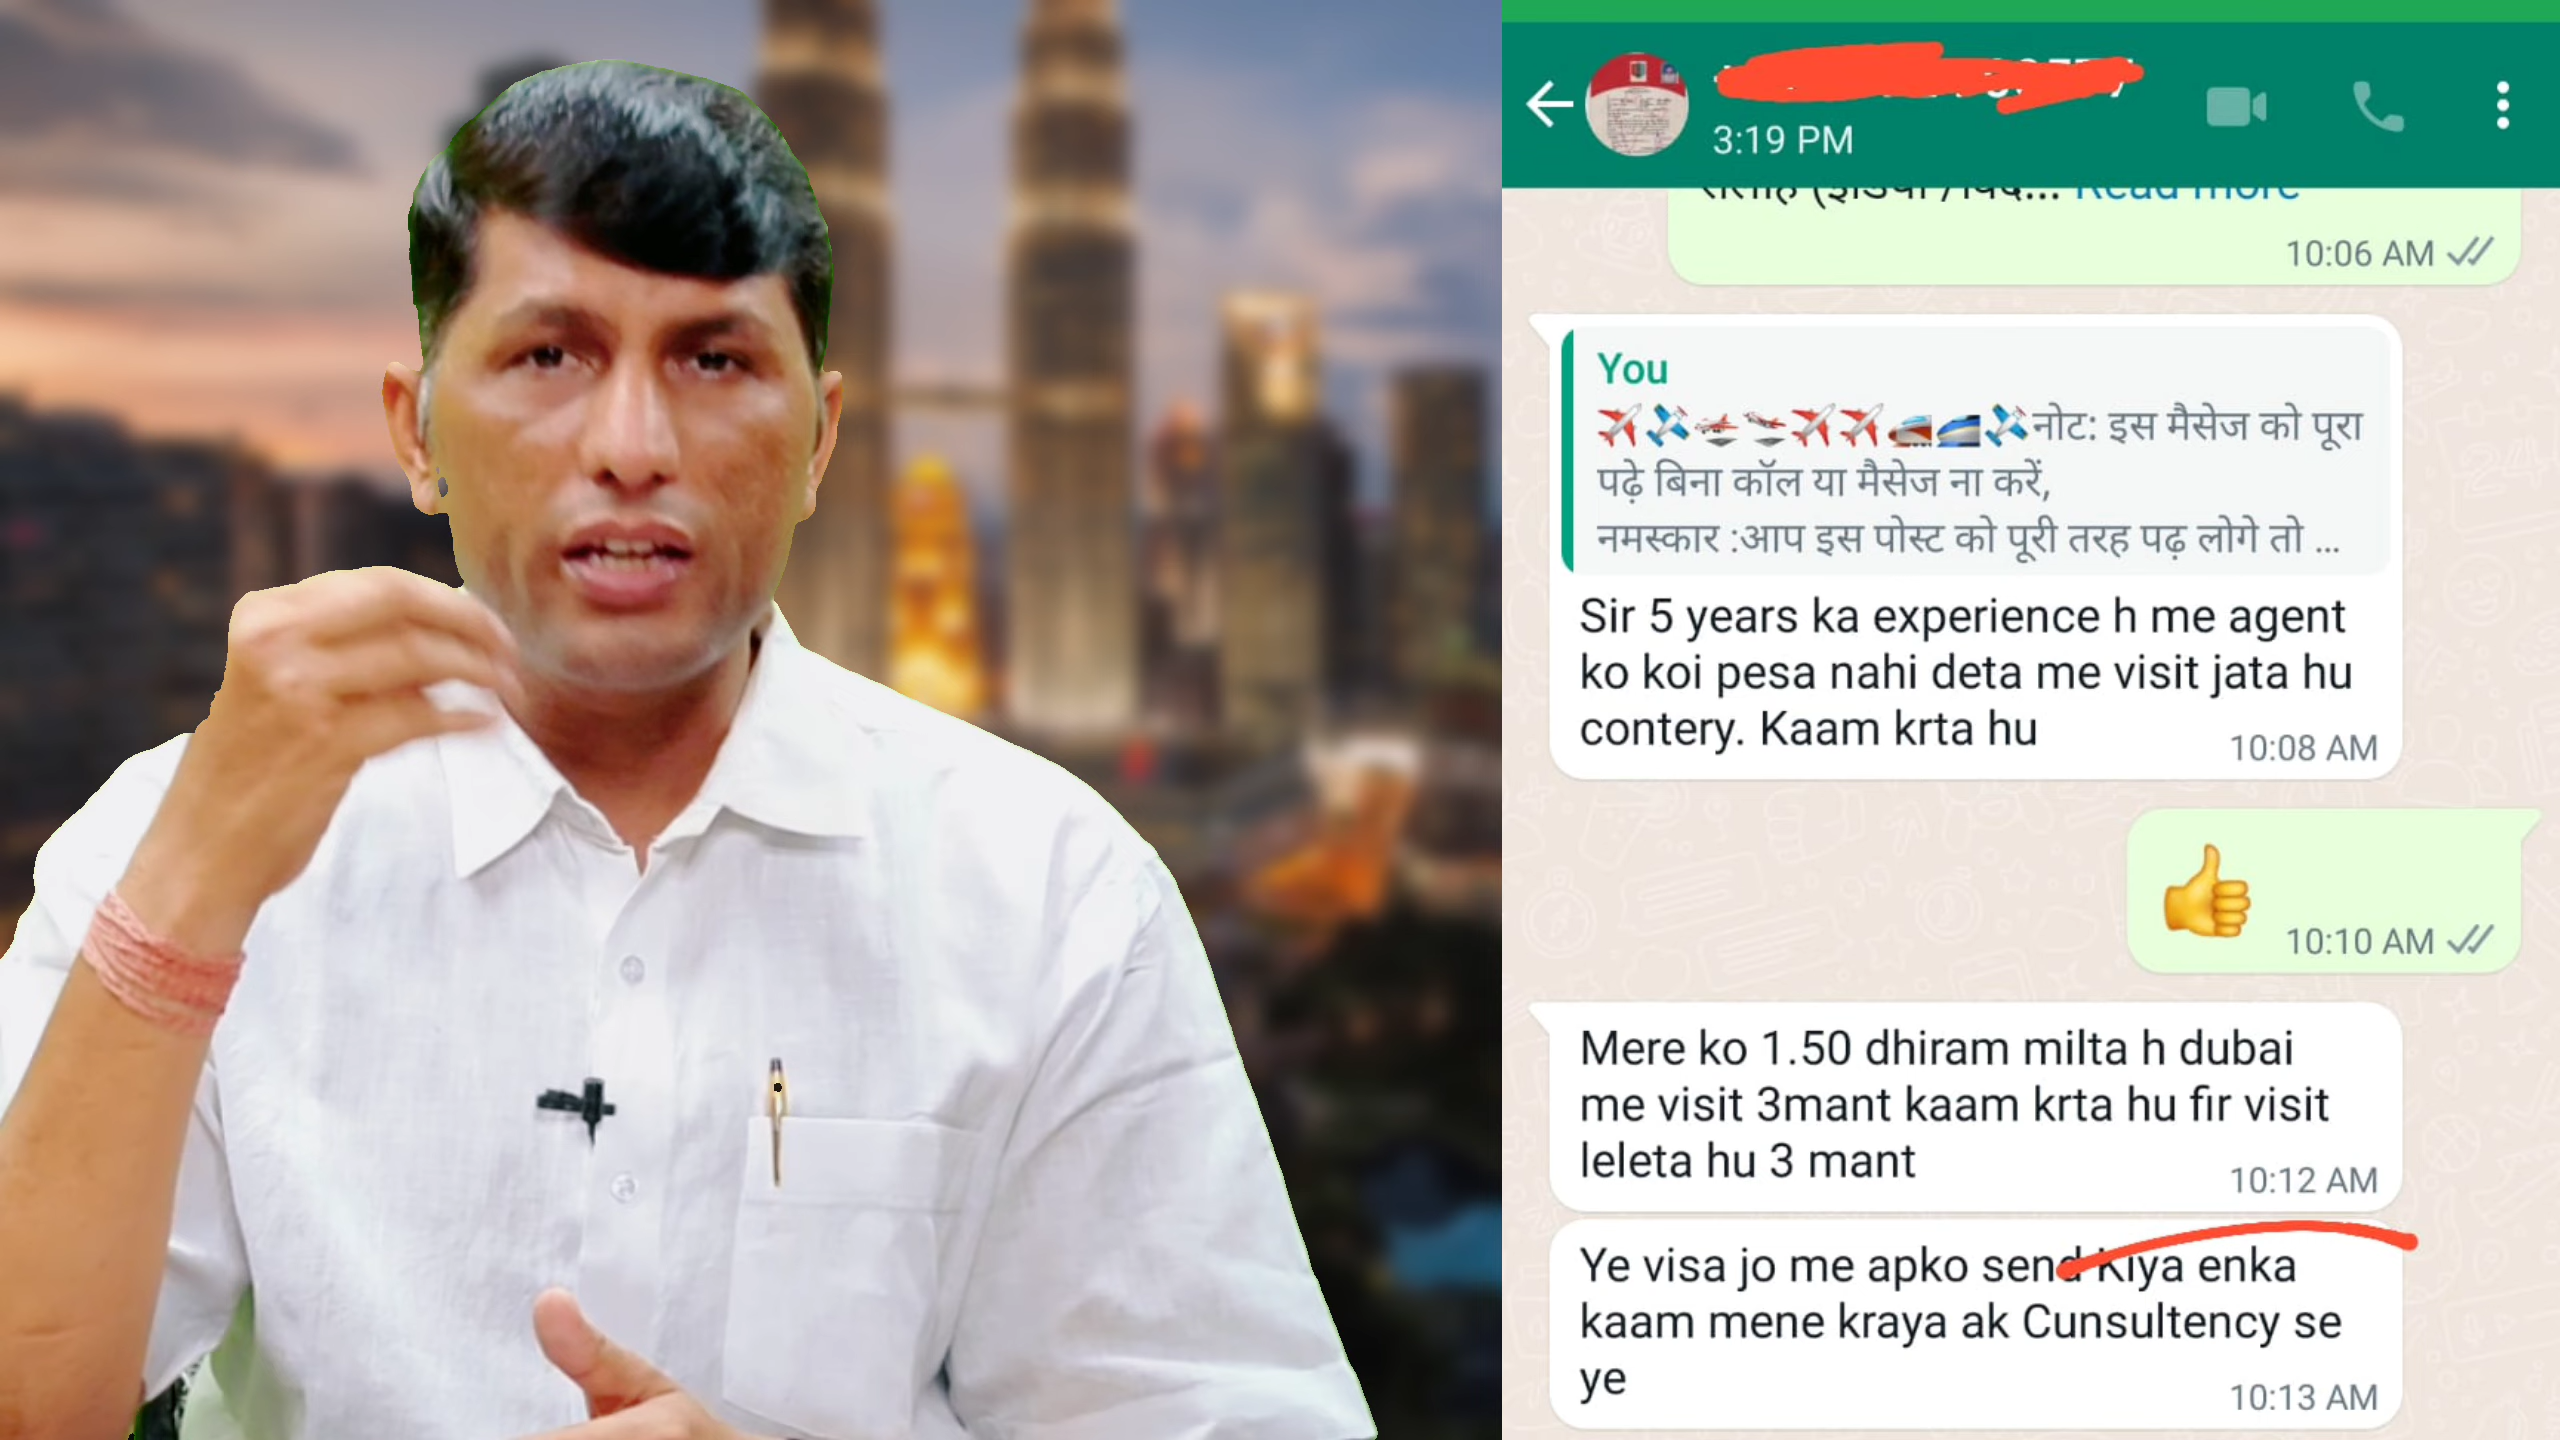 3:19 PM
Read more
10:06 AM
You
नोट: इस मैसेज को पूरा
पढ़े बिना कॉल या मैसेज ना करें,
नमस्कार :आप इस पोस्ट को पूरी तरह पढ़ लोगे तो ...
Sir 5 years ka experience h me agent
ko koi pesa nahi deta me visit jata hu
contery. Kaam krta hu
10:08 AM
10:10 AM
Mere ko 1.50 dhiram milta h dubai
me visit 3mant kaam krta hu fir visit
leleta hu 3 mant
10:12 AM
Ye visa jo me apko send kiya enka
kaam mene kraya ak Cunsultency se
ye
10:13 AM